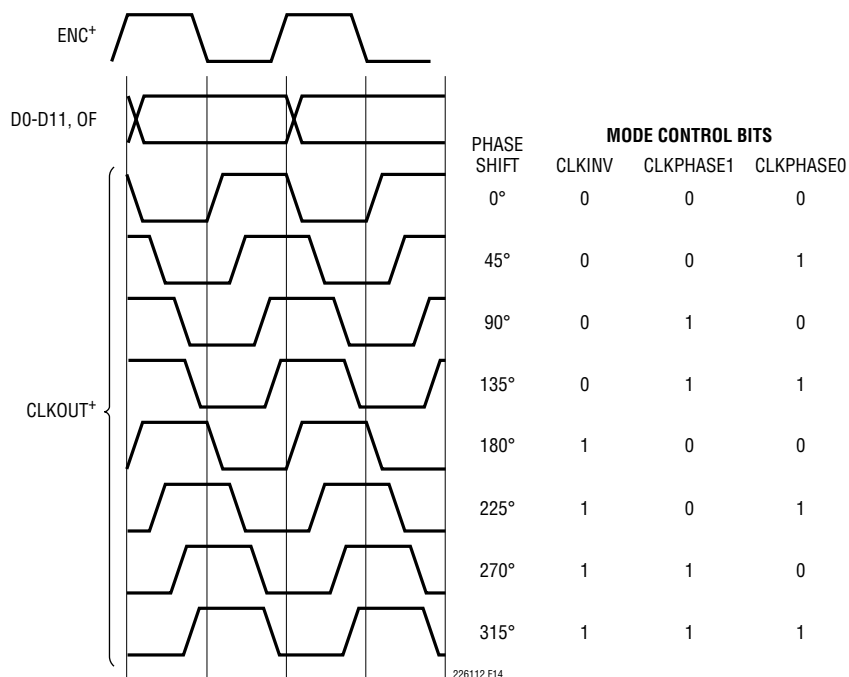 ENC+
D0-D11, OF
CLKOUT+
PHASE SHIFT
MODE CONTROL BITS
CLKINV CLKPHASE1 CLKPHASE0
0° 0 0 0
45° 0 0 1
90° 0 1 0
135° 0 1 1
180° 1 0 0
225° 1 0 1
270° 1 1 0
315° 1 1 1
226112 F14